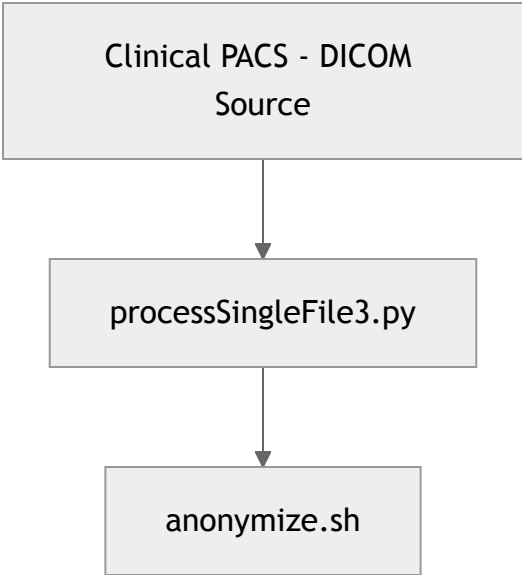 Clinical PACS - DICOM
Source
processSingleFile3.py
anonymize.sh